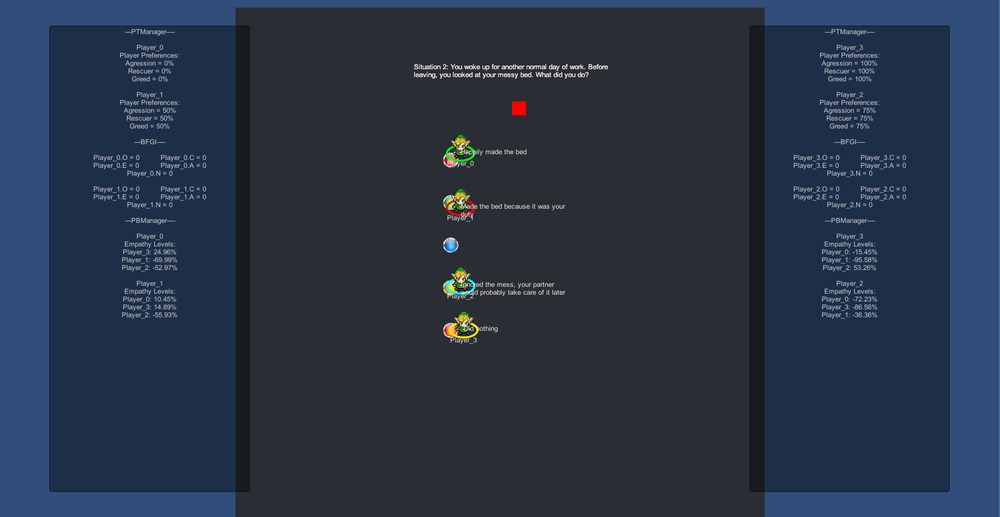 ---PTManager----
Player_0
Player Preferences:
Agression = 0%
Rescuer = 0%
Greed = 0%
Player_1
Player Preferences:
Agression = 50%
Rescuer = 50%
Greed = 50%
---BFGI----
Player_0.O = 0 Player_0.C = 0
Player_0.E = 0 Player_0.A = 0
Player_0.N = 0
Player_1.O = 0 Player_1.C = 0
Player_1.E = 0 Player_1.A = 0
Player_1.N = 0
---PBManager----
Player_0
Empathy Levels:
Player_3: 24.96%
Player_1: -69.99%
Player_2: -52.97%
Player_1
Empathy Levels:
Player_0: 10.45%
Player_3: 14.89%
Player_2: -55.93%
Situation 2: You woke up for another normal day of work. Before
leaving, you looked at your messy bed. What did you do?
Happily made the bed
Player_0
Made the bed because it was your
duty
Player_1
Ignored the mess, your partner
would probably take care of it later
Player_2
Did nothing
Player_3
---PTManager----
Player_3
Player Preferences:
Agression = 100%
Rescuer = 100%
Greed = 100%
Player_2
Player Preferences:
Agression = 75%
Rescuer = 75%
Greed = 75%
---BFGI----
Player_3.O = 0 Player_3.C = 0
Player_3.E = 0 Player_3.A = 0
Player_3.N = 0
Player_2.O = 0 Player_2.C = 0
Player_2.E = 0 Player_2.A = 0
Player_2.N = 0
---PBManager----
Player_3
Empathy Levels:
Player_0: -15.45%
Player_1: -95.58%
Player_2: 53.26%
Player_2
Empathy Levels:
Player_0: -72.23%
Player_3: -86.56%
Player_1: -36.36%